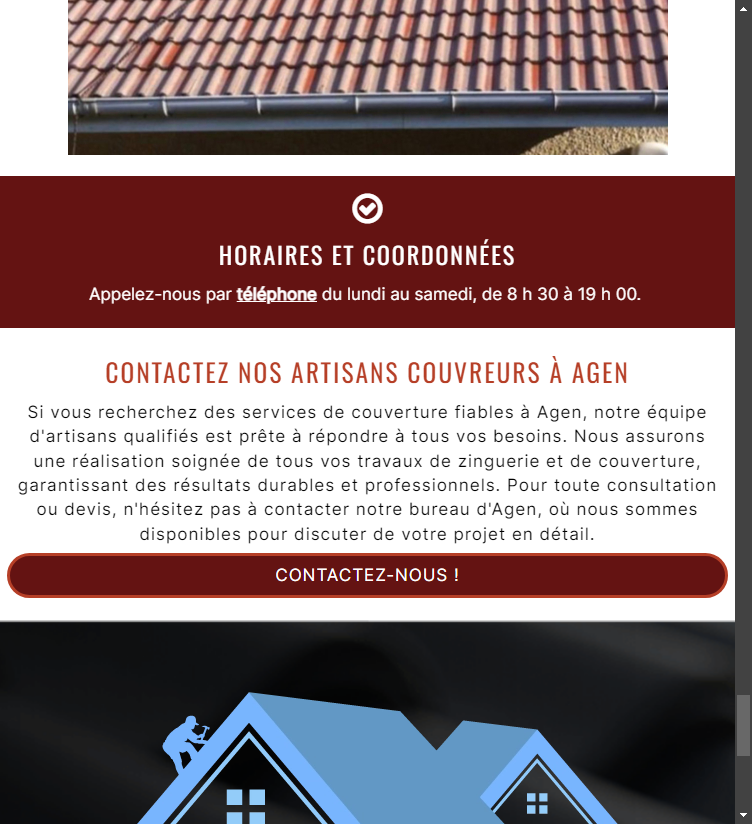 HORAIRES ET COORDONNÉES
Appelez-nous par téléphone du lundi au samedi, de 8 h 30 à 19 h 00.
CONTACTEZ NOS ARTISANS COUVREURS À AGEN
Si vous recherchez des services de couverture fiables à Agen, notre équipe
d'artisans qualifiés est prête à répondre à tous vos besoins. Nous assurons
une réalisation soignée de tous vos travaux de zinguerie et de couverture,
garantissant des résultats durables et professionnels. Pour toute consultation
ou devis, n'hésitez pas à contacter notre bureau d'Agen, où nous sommes
disponibles pour discuter de votre projet en détail.
CONTACTEZ-NOUS !